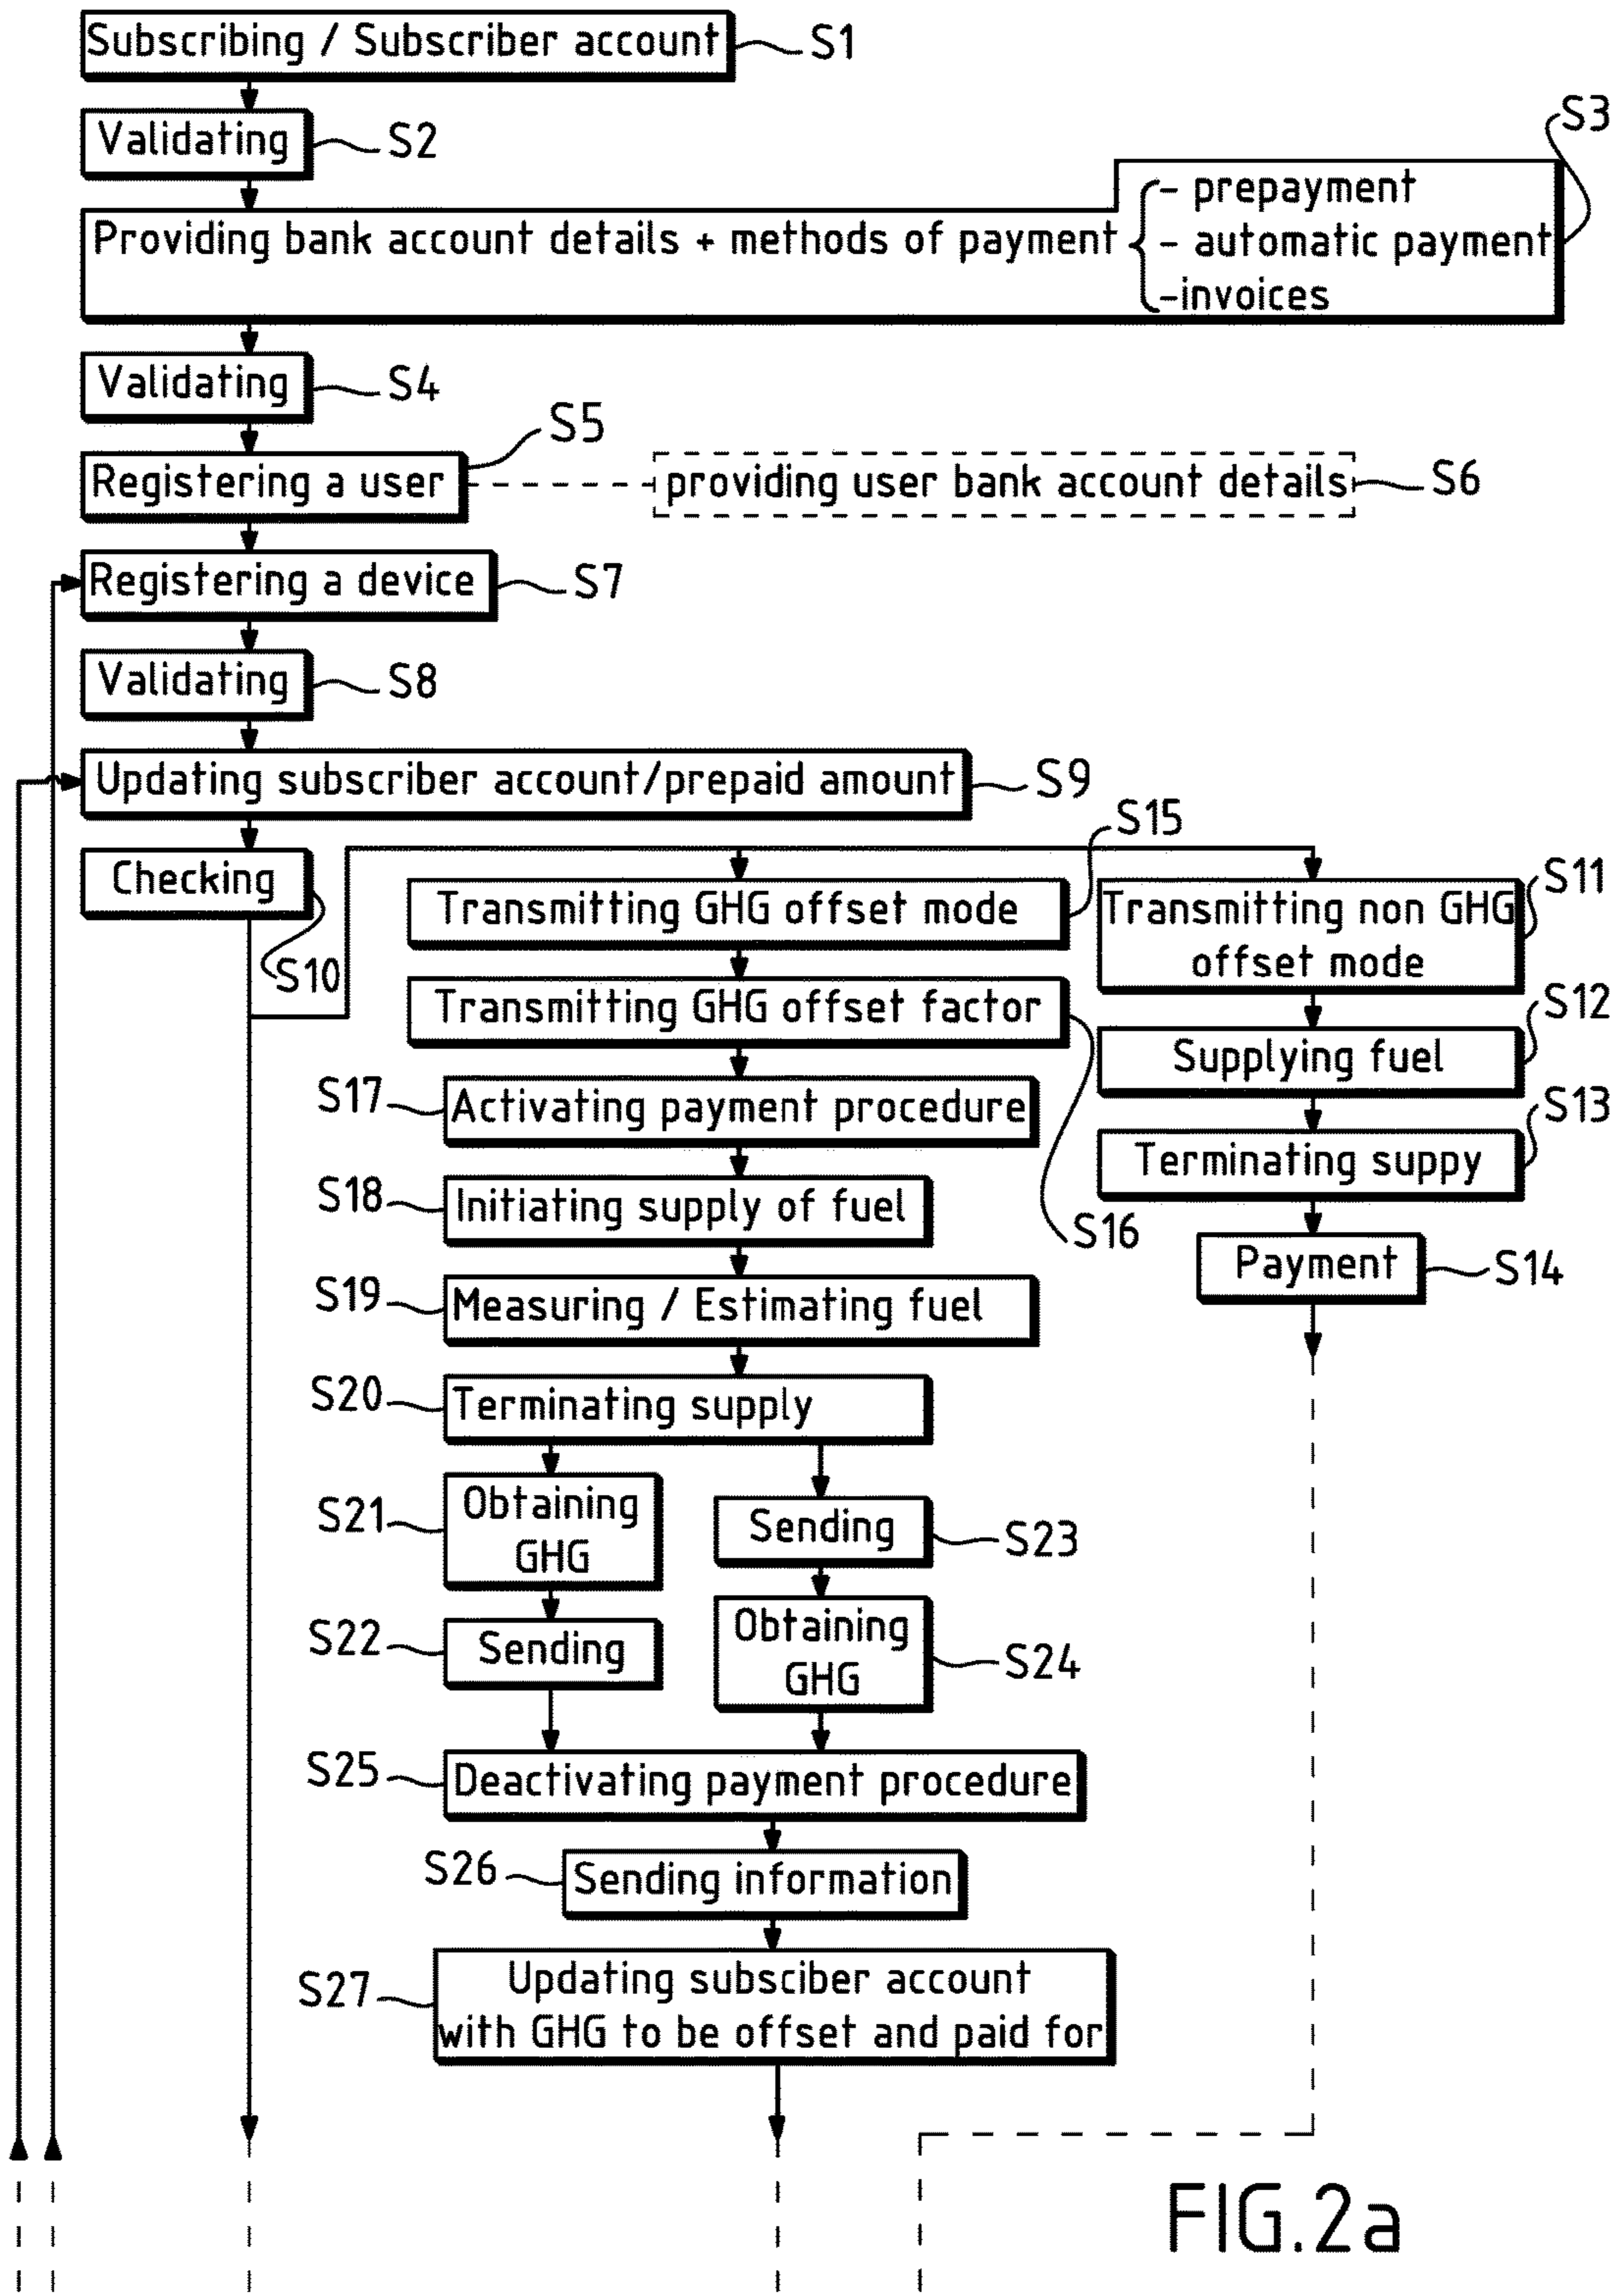 Subscribing / Subscriber account
S1
Validating
S2
S3
Providing bank account details + methods of payment
- prepayment
- automatic payment
-invoices
Validating
S4
S5
Registering a user
providing user bank account details
S6
Registering a device
S7
Validating
S8
Updating subscriber account/prepaid amount
S9
Checking
S10
S15
Transmitting GHG offset mode
Transmitting non GHG
offset mode
S11
Transmitting GHG offset factor
S16
Supplying fuel
S12
S17
Activating payment procedure
Terminating suppy
S13
S18
Initiating supply of fuel
Payment
S14
S19
Measuring / Estimating fuel
S20
Terminating supply
S21
Obtaining
GHG
Sending
S23
S22
Sending
Obtaining
GHG
S24
S25
Deactivating payment procedure
S26
Sending information
S27
Updating subsciber account
with GHG to be offset and paid for
FIG.2a